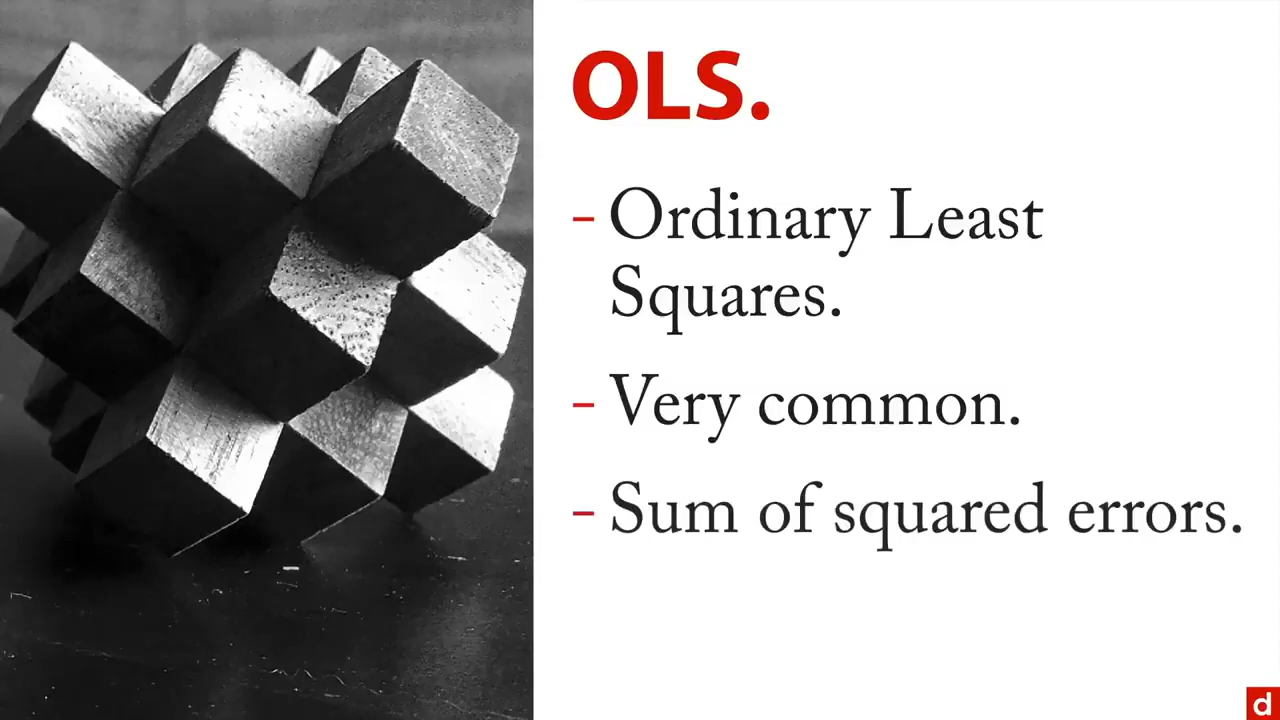 OLS.
- Ordinary Least
Squares.
- Very common.
- Sum of squared errors.
d